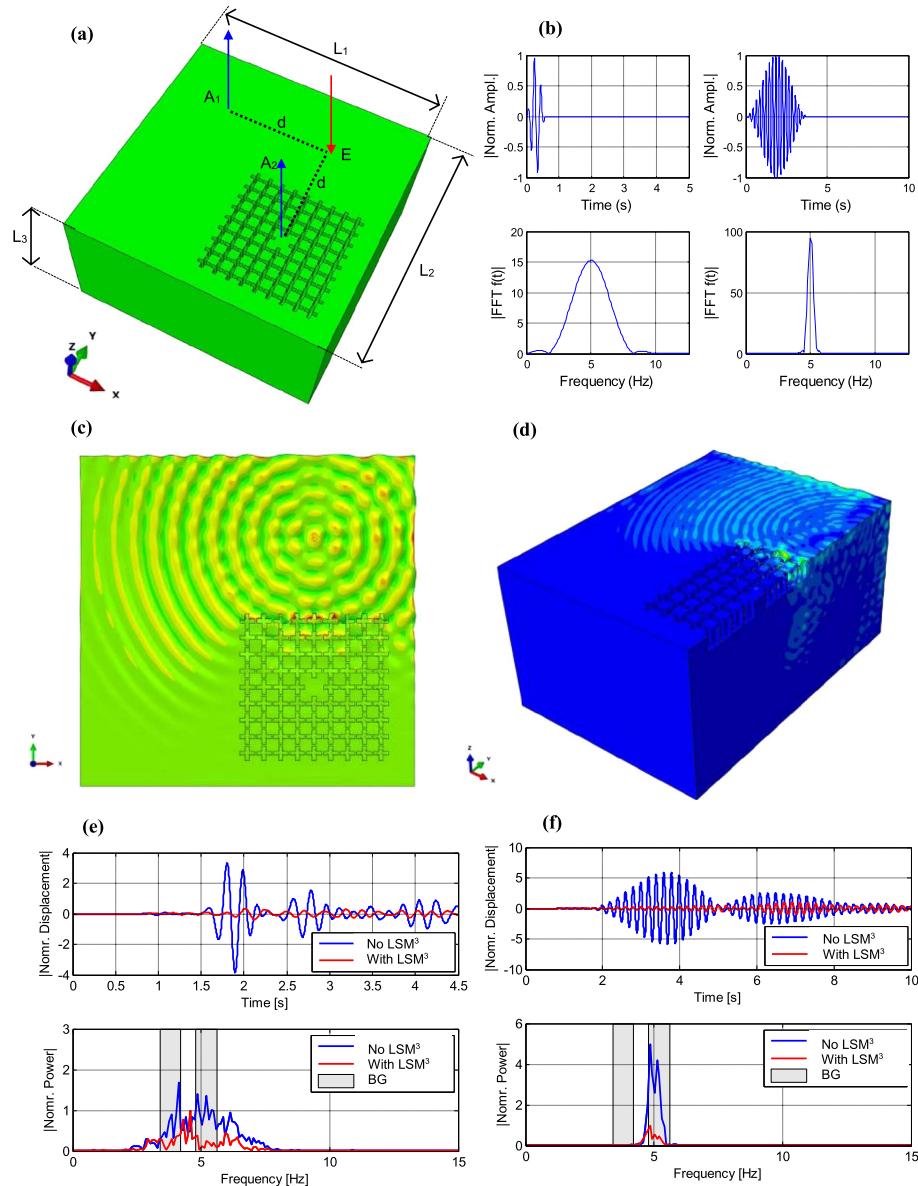 (a)
L1
A1
d
E
A2
d
L3
L2
Z
Y
X
(b)
|Norm. Ampl.|
1
0.5
0
-0.5
-1
0 1 2 3 4 5
Time (s)
|Norm. Ampl.|
1
0.5
0
-0.5
-1
0 5 10
Time (s)
|FFT f(t)|
20
15
10
5
0
0 5 10
Frequency (Hz)
|FFT f(t)|
100
50
0
0 5 10
Frequency (Hz)
(c)
Y
X
(d)
Z
Y
X
(e)
|Nomr. Displacement|
4
2
0
-2
-4
No LSM³
With LSM³
0 0.5 1 1.5 2 2.5 3 3.5 4 4.5
Time [s]
|Nomr. Power|
3
2
1
0
No LSM³
With LSM³
BG
0 5 10 15
Frequency [Hz]
(f)
|Nomr. Displacement|
10
5
0
-5
-10
No LSM³
With LSM³
0 2 4 6 8 10
Time [s]
|Nomr. Power|
6
4
2
0
No LSM³
With LSM³
BG
0 5 10 15
Frequency [Hz]